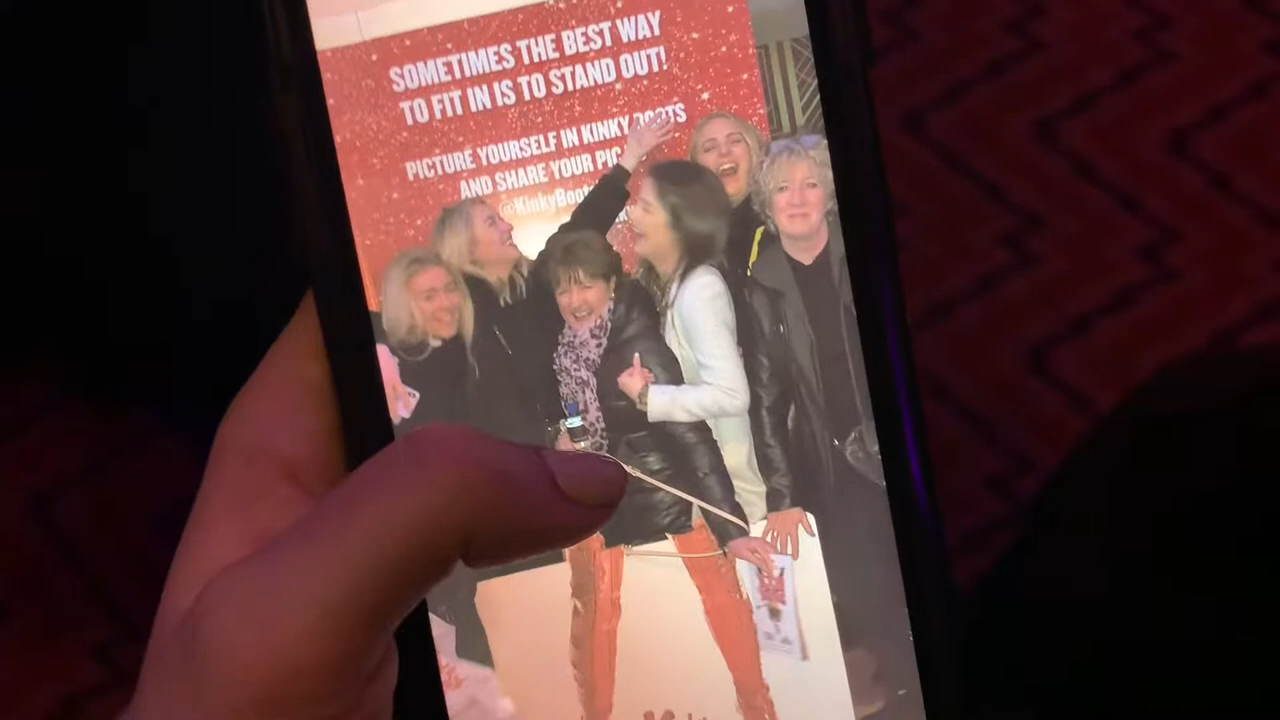 SOMETIMES THE BEST WAY
TO FIT IN IS TO STAND OUT!
PICTURE YOURSELF IN KINKY BOOTS
AND SHARE YOUR